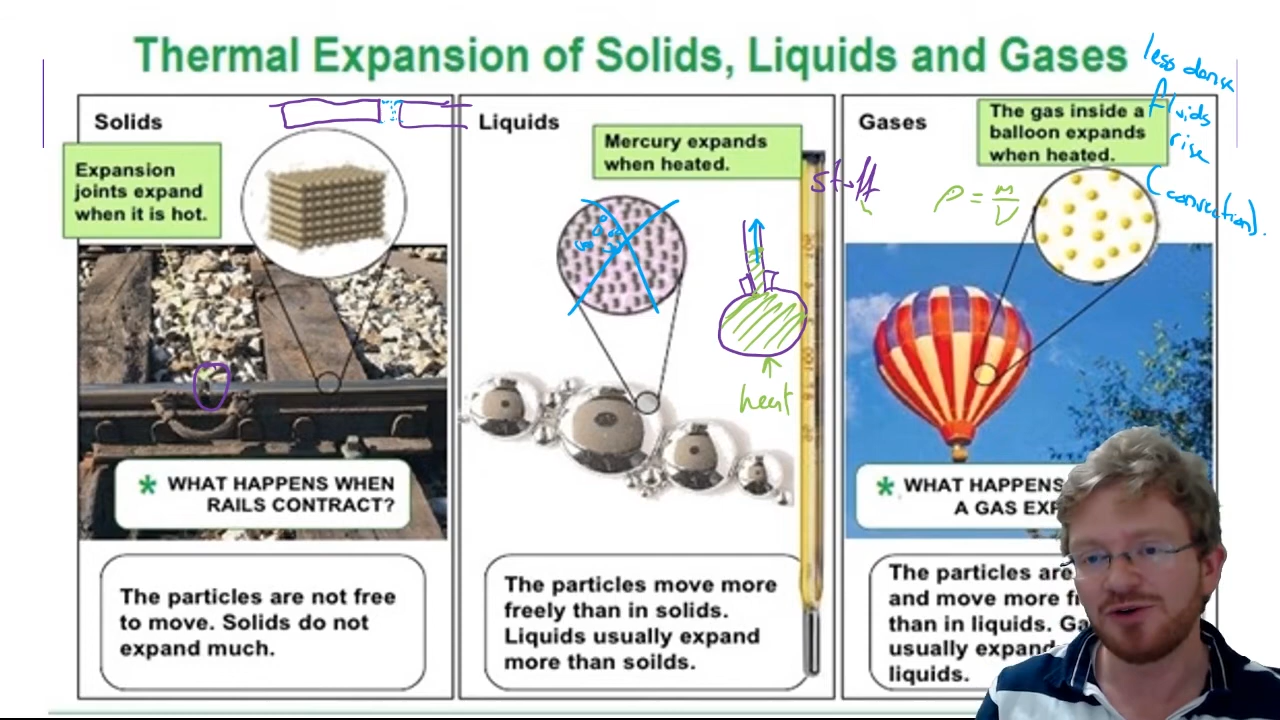 Thermal Expansion of Solids, Liquids and Gases
less dense
fluids
rise
(convection).
Solids
Expansion
joints expand
when it is hot.
* WHAT HAPPENS WHEN
RAILS CONTRACT?
The particles are not free
to move. Solids do not
expand much.
Liquids
Mercury expands
when heated.
heat
The particles move more
freely than in solids.
Liquids usually expand
more than soilds.
Gases
The gas inside a
balloon expands
when heated.
ρ = m/V
* WHAT HAPPENS
A GAS
The particles are
and move more
than in liquids.
usually expand
liquids.